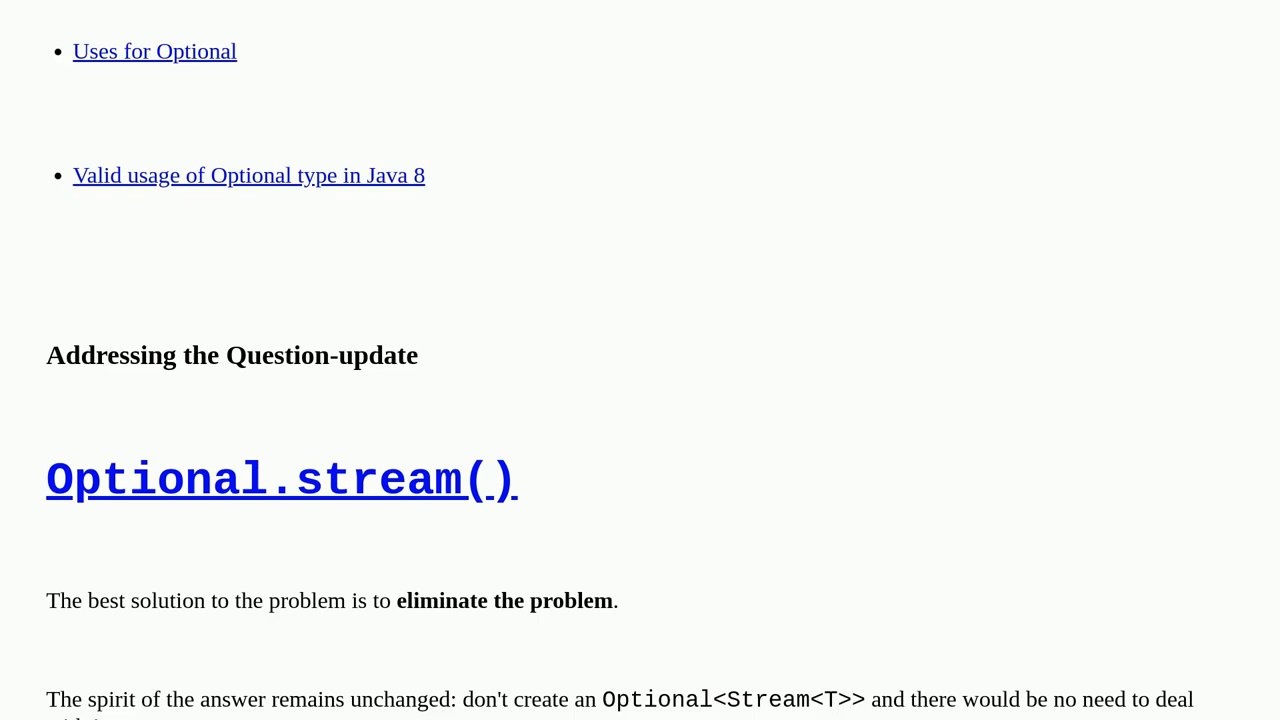 Uses for Optional
Valid usage of Optional type in Java 8
Addressing the Question-update
Optional.stream()
The best solution to the problem is to eliminate the problem.
The spirit of the answer remains unchanged: don't create an Optional<Stream<T>> and there would be no need to deal